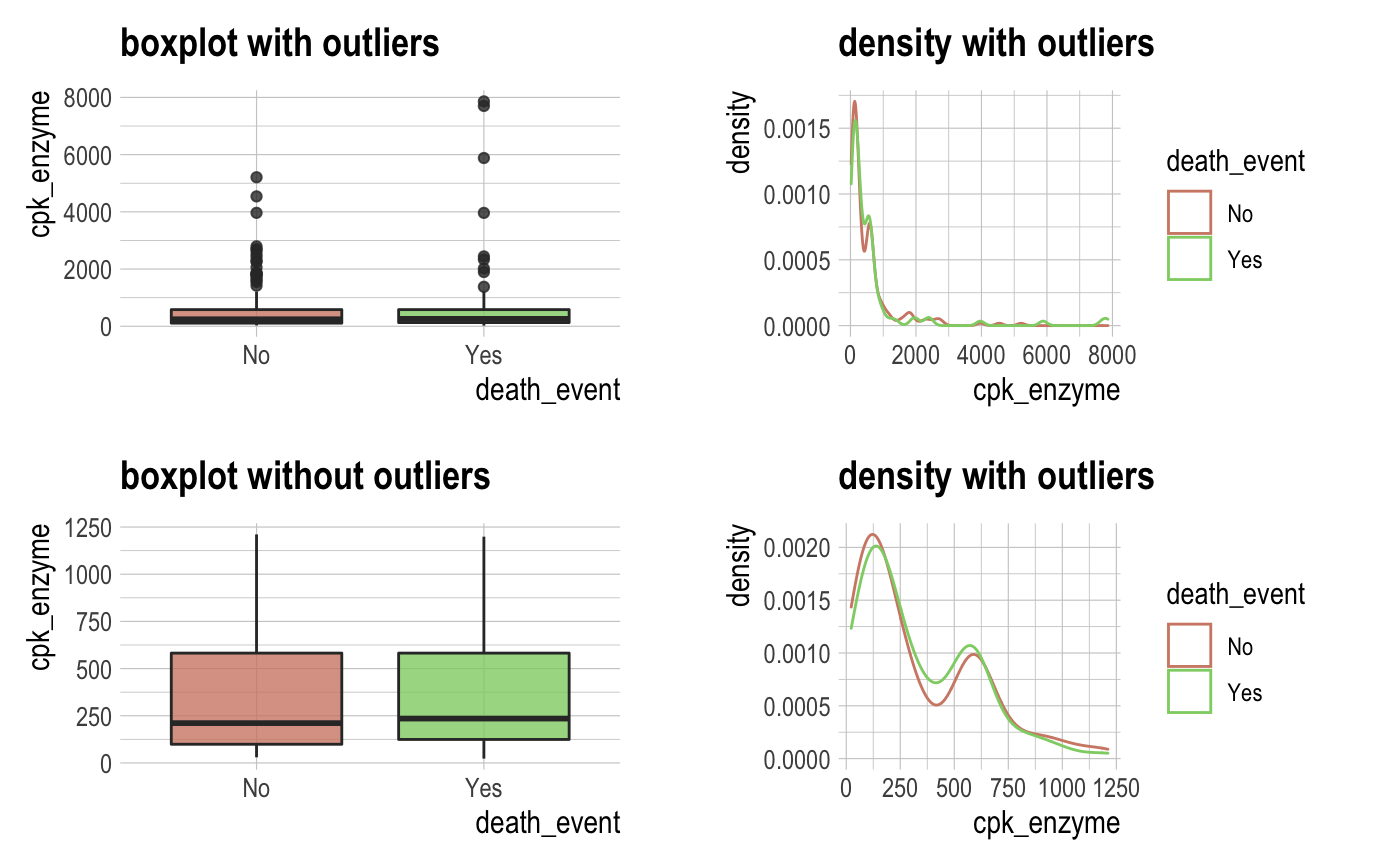 boxplot with outliers
cpk_enzyme
8000
6000
4000
2000
0
No
Yes
death_event
density with outliers
density
0.0015
0.0010
0.0005
0.0000
0 2000 4000 6000 8000
cpk_enzyme
death_event
No
Yes
boxplot without outliers
cpk_enzyme
1250
1000
750
500
250
0
No
Yes
death_event
density with outliers
density
0.0020
0.0015
0.0010
0.0005
0.0000
0 250 500 750 1000 1250
cpk_enzyme
death_event
No
Yes